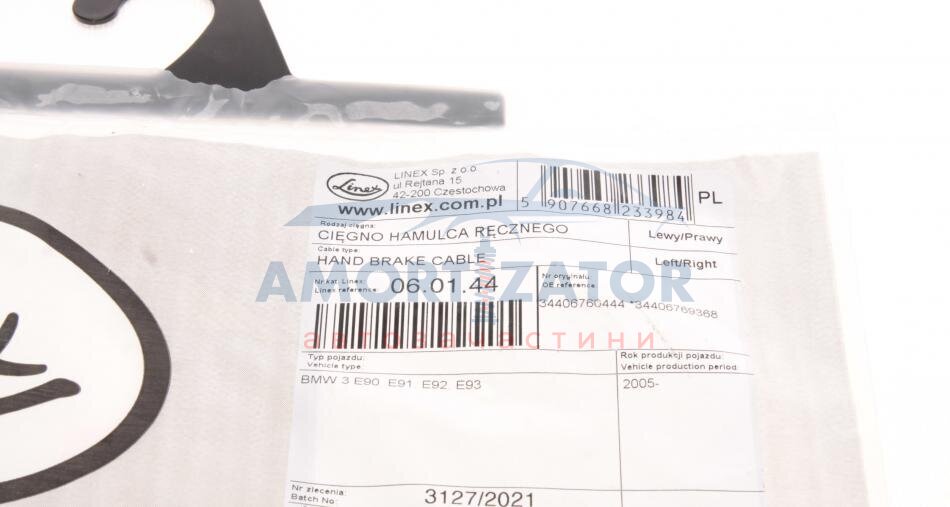 Linex
LINEX Sp. z o.o
ul.Rejtana 15
42-200 Czestochowa
www.linex.com.pl
5 907668 233984
PL
Rodzaj cięgna:
CIĘGNO HAMULCA RĘCZNEGO
Lewy/Prawy
Cable type:
HAND BRAKE CABLE
Left/Right
Nr kat. Linex:
Linex reference:
06.01.44
Nr oryginału:
OE reference
34406760444 *34406769368
AMORTIZATOR
автозапчастини
Typ pojazdu:
Vehicle type:
Rok produkcji pojazdu:
Vehicle production period:
BMW 3 E90 E91 E92 E93
2005-
Nr zlecenia:
Batch No:
3127/2021